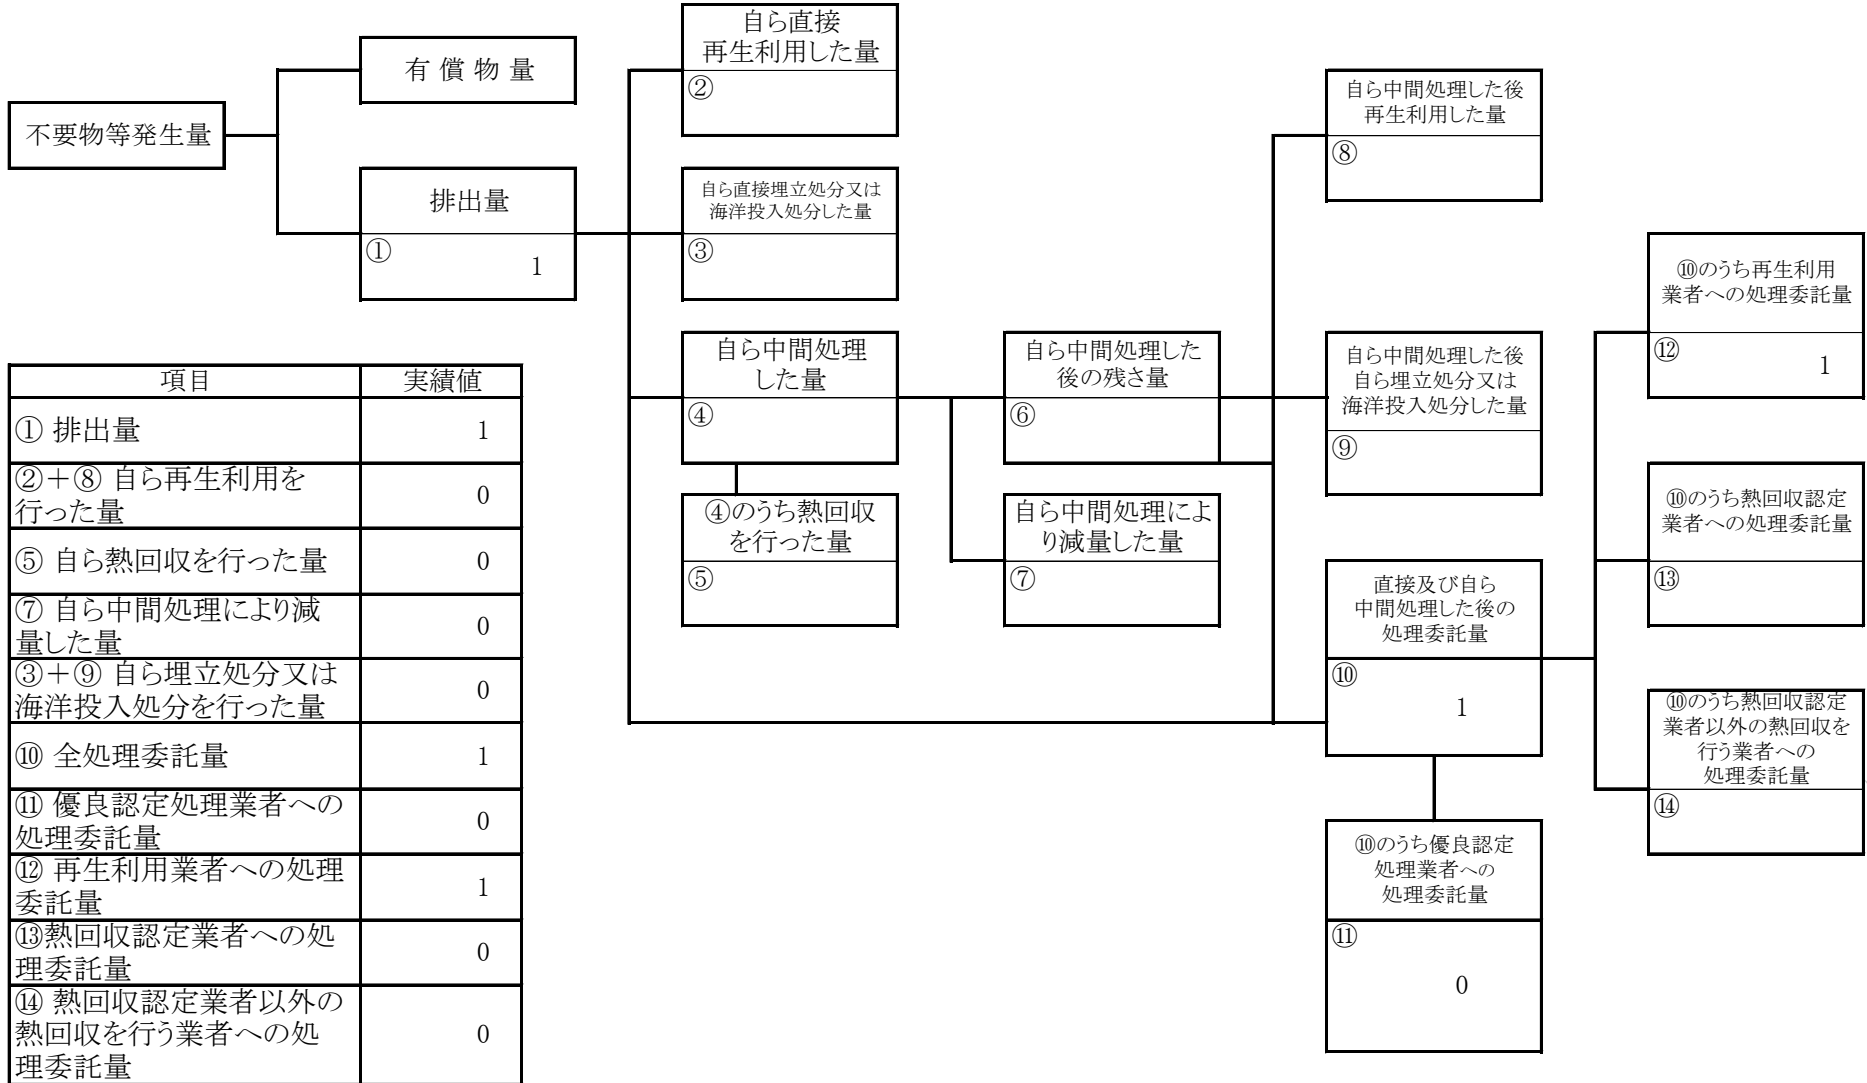 不要物等発生量
有 償 物 量
排出量
①
1
自ら直接
再生利用した量
②
自ら直接埋立処分又は
海洋投入処分した量
③
自ら中間処理
した量
④
④のうち熱回収
を行った量
⑤
自ら中間処理した
後の残さ量
⑥
自ら中間処理によ
り減量した量
⑦
自ら中間処理した後
再生利用した量
⑧
自ら中間処理した後
自ら埋立処分又は
海洋投入処分した量
⑨
直接及び自ら
中間処理した後の
処理委託量
⑩
1
⑩のうち優良認定
処理業者への
処理委託量
⑪
0
⑩のうち再生利用
業者への処理委託量
⑫
1
⑩のうち熱回収認定
業者への処理委託量
⑬
⑩のうち熱回収認定
業者以外の熱回収を
行う業者への
処理委託量
⑭
項目 実績値
① 排出量 1
②＋⑧ 自ら再生利用を
行った量 0
⑤ 自ら熱回収を行った量 0
⑦ 自ら中間処理により減
量した量 0
③＋⑨ 自ら埋立処分又は
海洋投入処分を行った量 0
⑩ 全処理委託量 1
⑪ 優良認定処理業者への
処理委託量 0
⑫ 再生利用業者への処理
委託量 1
⑬熱回収認定業者への処
理委託量 0
⑭ 熱回収認定業者以外の
熱回収を行う業者への処
理委託量 0